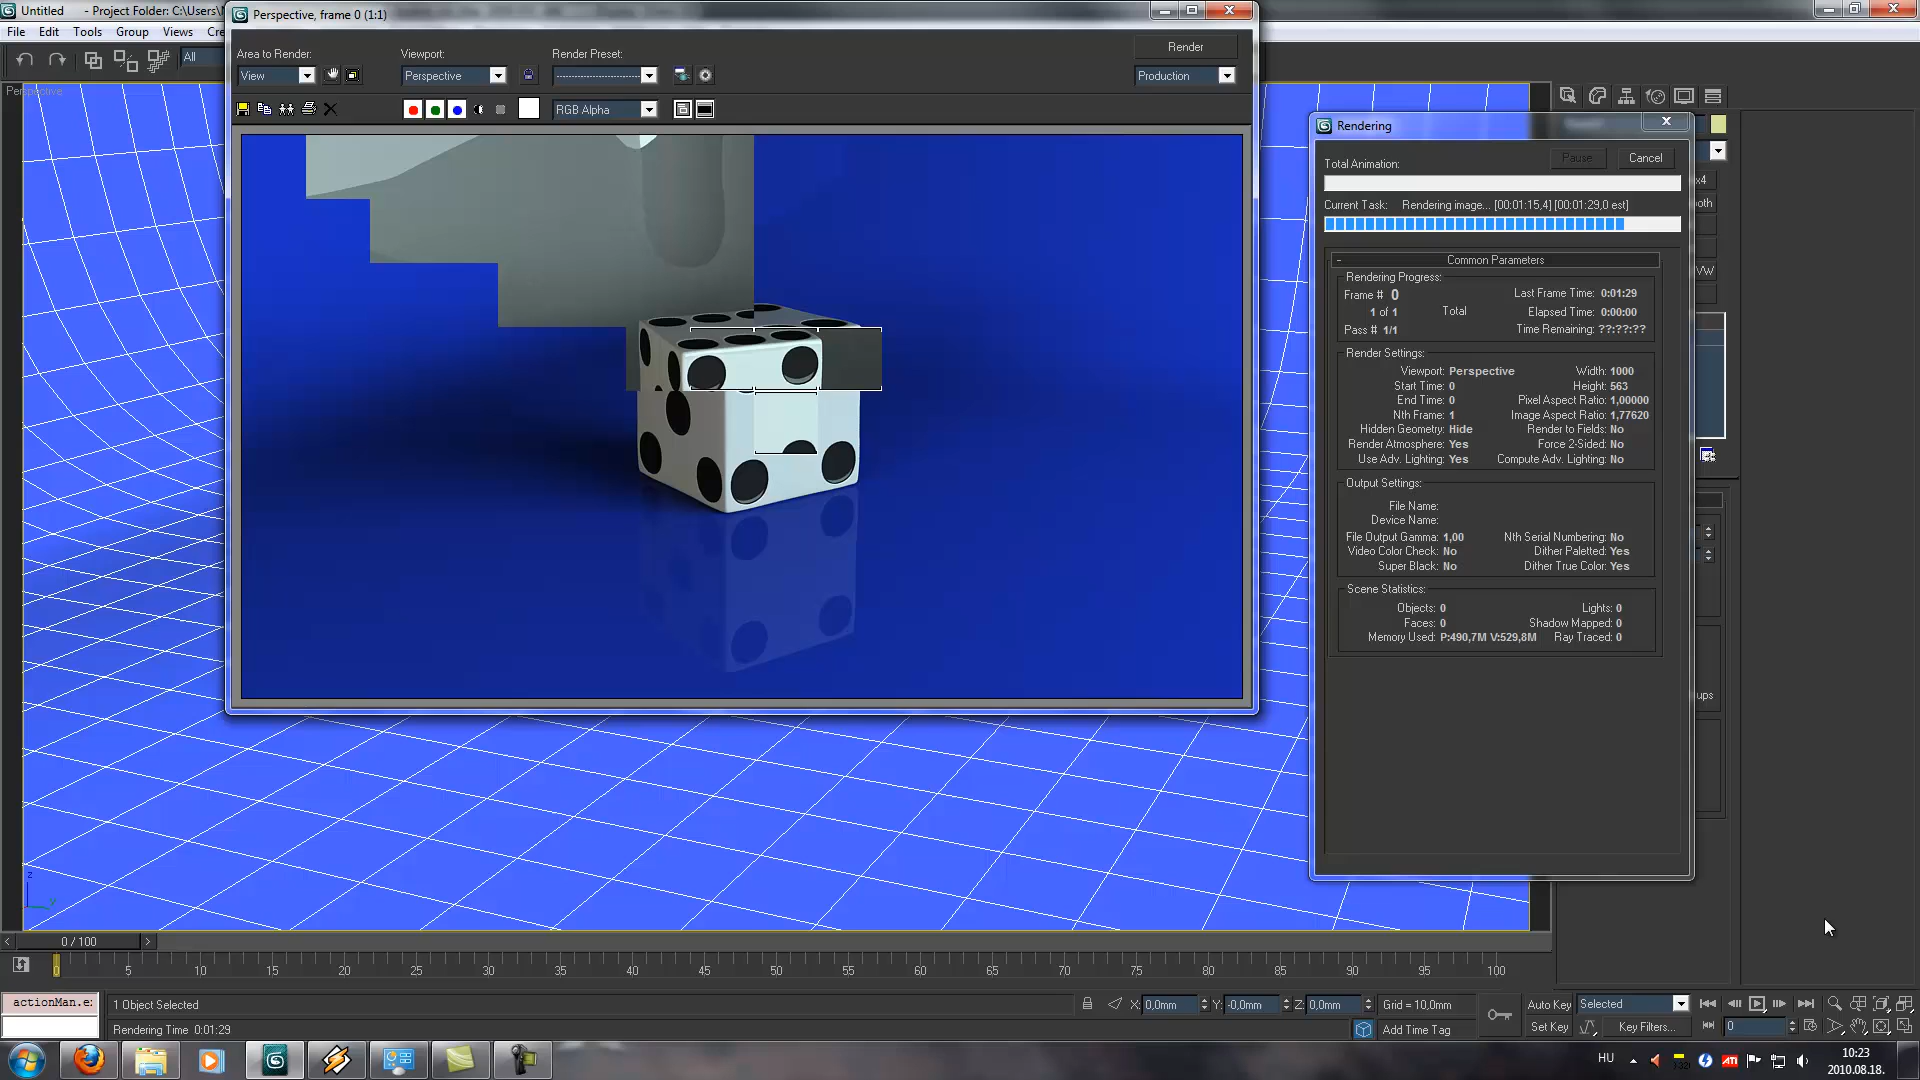 Untitled - Project Folder: C:\Users\
File Edit Tools Group Views Cre
All
Perspective
Perspective, frame 0 (1:1)
Area to Render:
View
Viewport:
Perspective
Render Preset:
Render
Production
RGB Alpha
Rendering
Total Animation:
Pause
Cancel
Current Task: Rendering image... [00:01:15,4] [00:01:29,0 est]
- Common Parameters
Rendering Progress:
Frame # 0
1 of 1 Total
Pass # 1/1
Last Frame Time: 0:01:29
Elapsed Time: 0:00:00
Time Remaining: ??:??:??
Render Settings:
Viewport: Perspective
Start Time: 0
End Time: 0
Nth Frame: 1
Hidden Geometry: Hide
Render Atmosphere: Yes
Use Adv. Lighting: Yes
Width: 1000
Height: 563
Pixel Aspect Ratio: 1,00000
Image Aspect Ratio: 1,77620
Render to Fields: No
Force 2-Sided: No
Compute Adv. Lighting: No
Output Settings:
File Name:
Device Name:
File Output Gamma: 1,00
Video Color Check: No
Super Black: No
Nth Serial Numbering: No
Dither Paletted: Yes
Dither True Color: Yes
Scene Statistics:
Objects: 0
Faces: 0
Memory Used: P:490,7M V:529,8M
Lights: 0
Shadow Mapped: 0
Ray Traced: 0
x4
oth
VW
ups
z
0 / 100
0 5 10 15 20 25 30 35 40 45 50 55 60 65 70 75 80 85 90 95 100
actionMan.e
1 Object Selected
X: 0,0mm Y: -0,0mm Z: 0,0mm Grid = 10,0mm
Auto Key Selected
Rendering Time 0:01:29
Add Time Tag
Set Key Key Filters... 0
HU
ATI
10:23
2010.08.18.